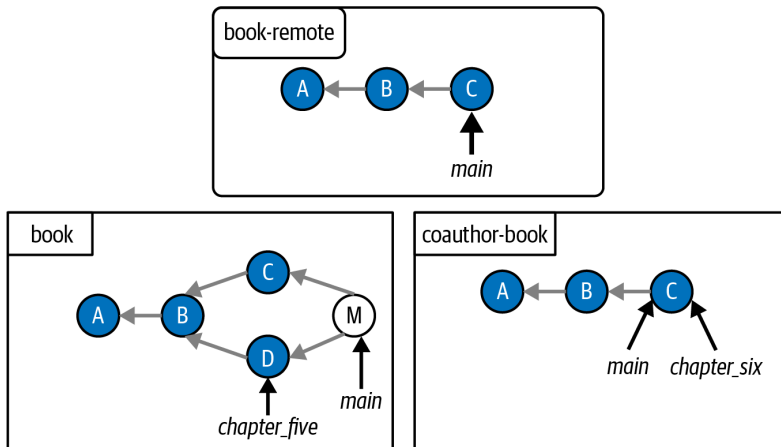 book-remote
A
B
C
main
book
A
B
C
D
M
chapter_five
main
coauthor-book
A
B
C
main
chapter_six